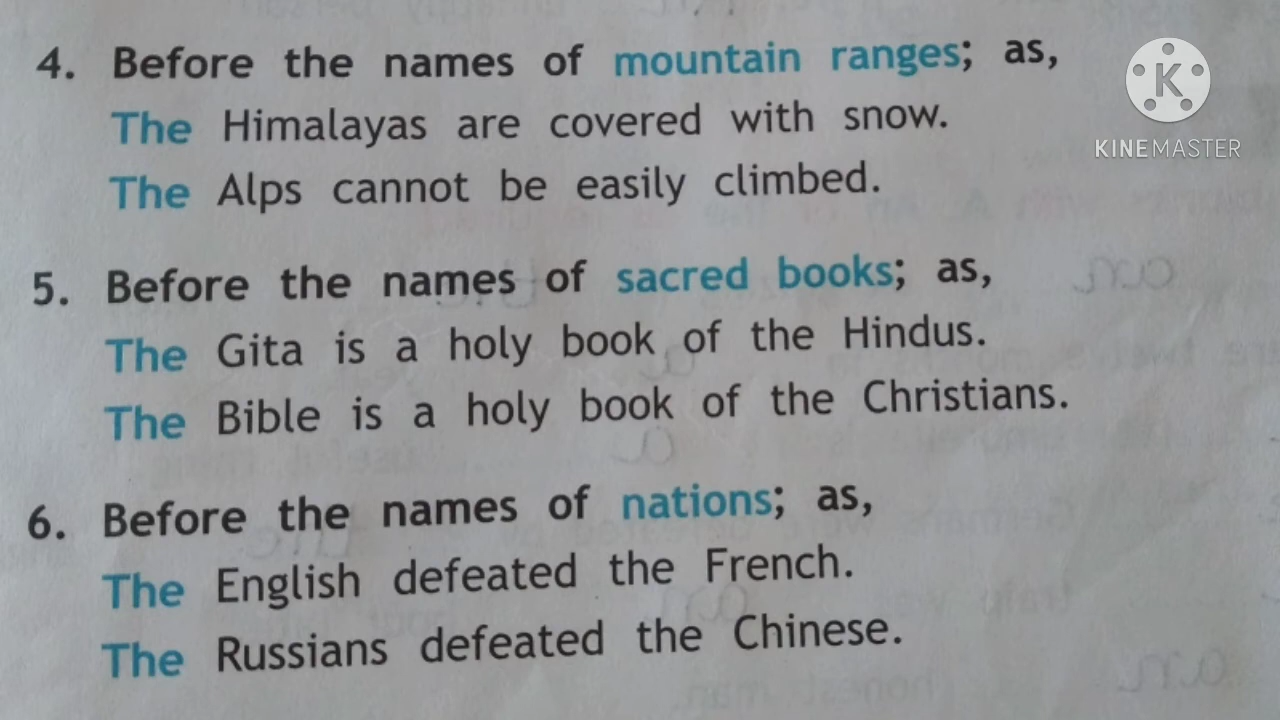 4. Before the names of mountain ranges; as,
The Himalayas are covered with snow.
The Alps cannot be easily climbed.
5. Before the names of sacred books; as,
The Gita is a holy book of the Hindus.
The Bible is a holy book of the Christians.
6. Before the names of nations; as,
The English defeated the French.
The Russians defeated the Chinese.
K
KINEMASTER